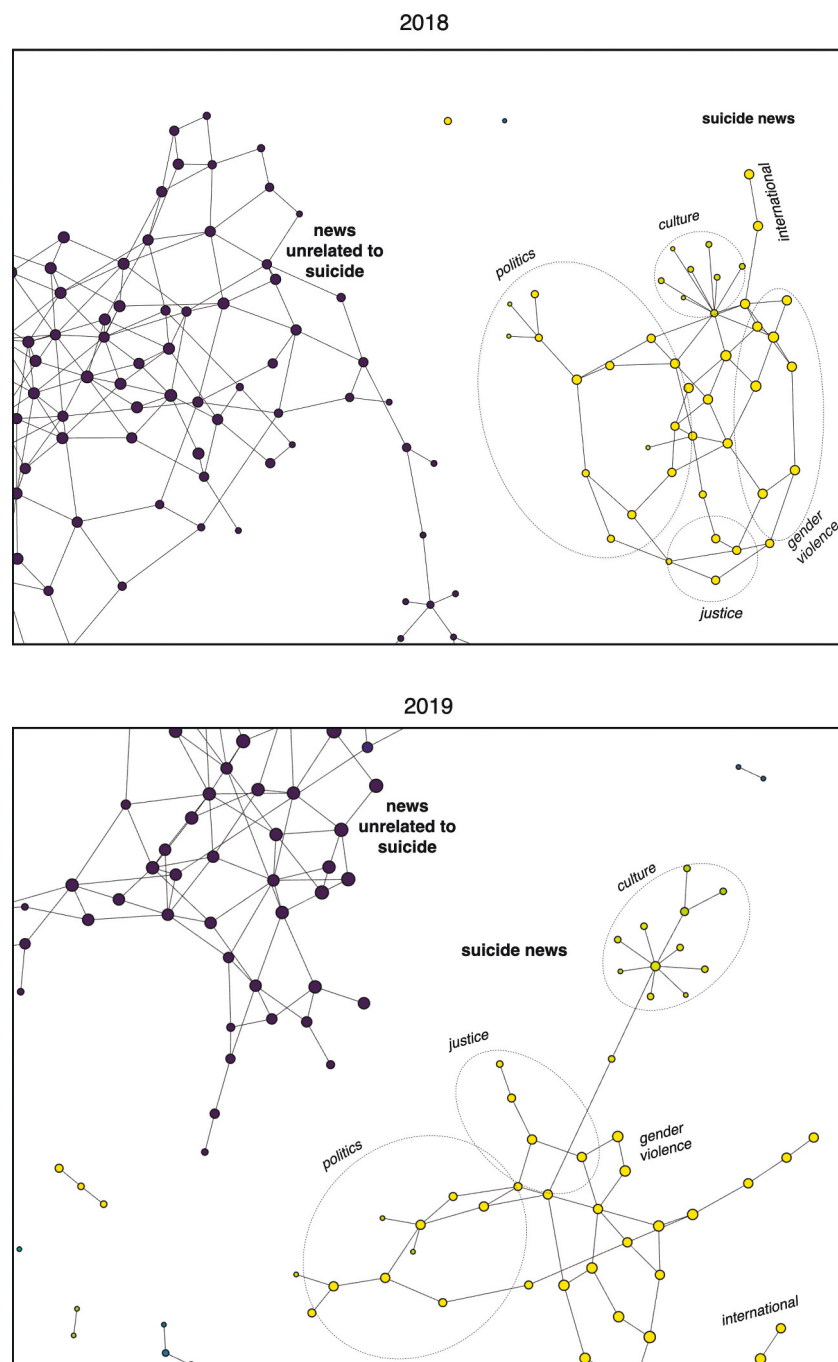 2018
suicide news
international
culture
news
unrelated to
suicide
politics
gender
violence
justice
2019
news
unrelated to
suicide
culture
suicide news
justice
gender
violence
politics
international